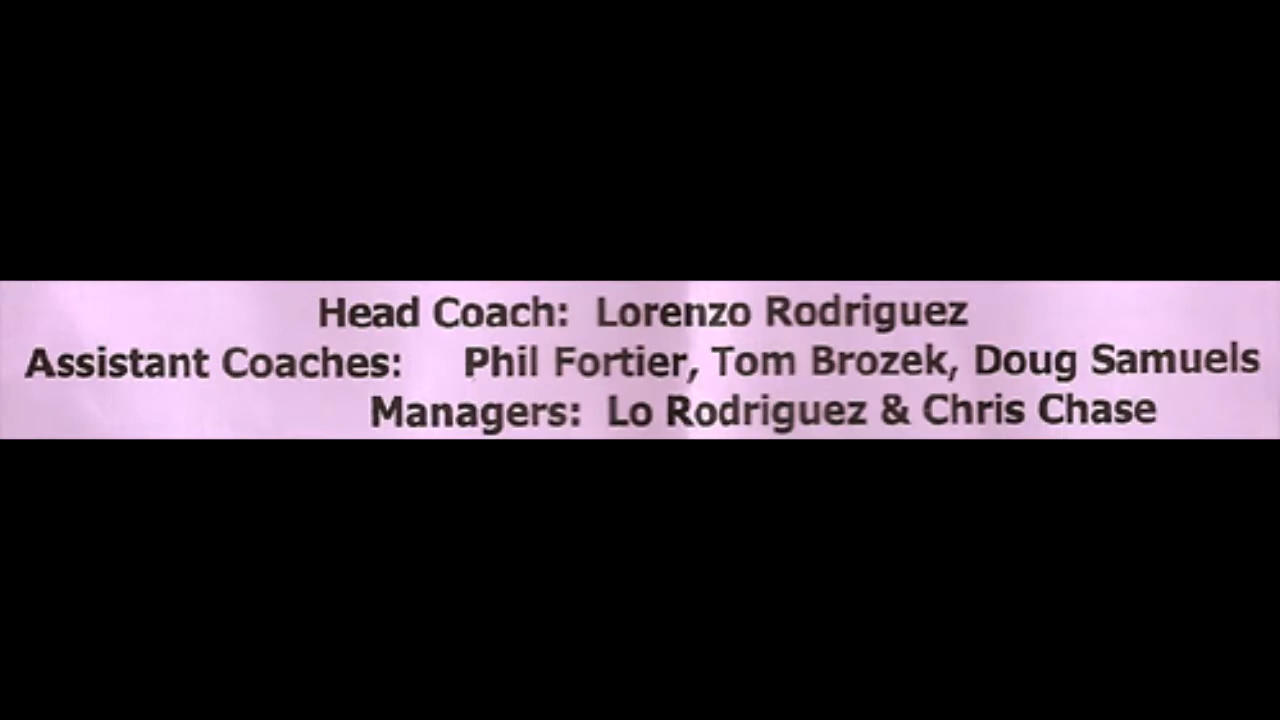 Head Coach: Lorenzo Rodriguez
Assistant Coaches: Phil Fortier, Tom Brozek, Doug Samuels
Managers: Lo Rodriguez & Chris Chase